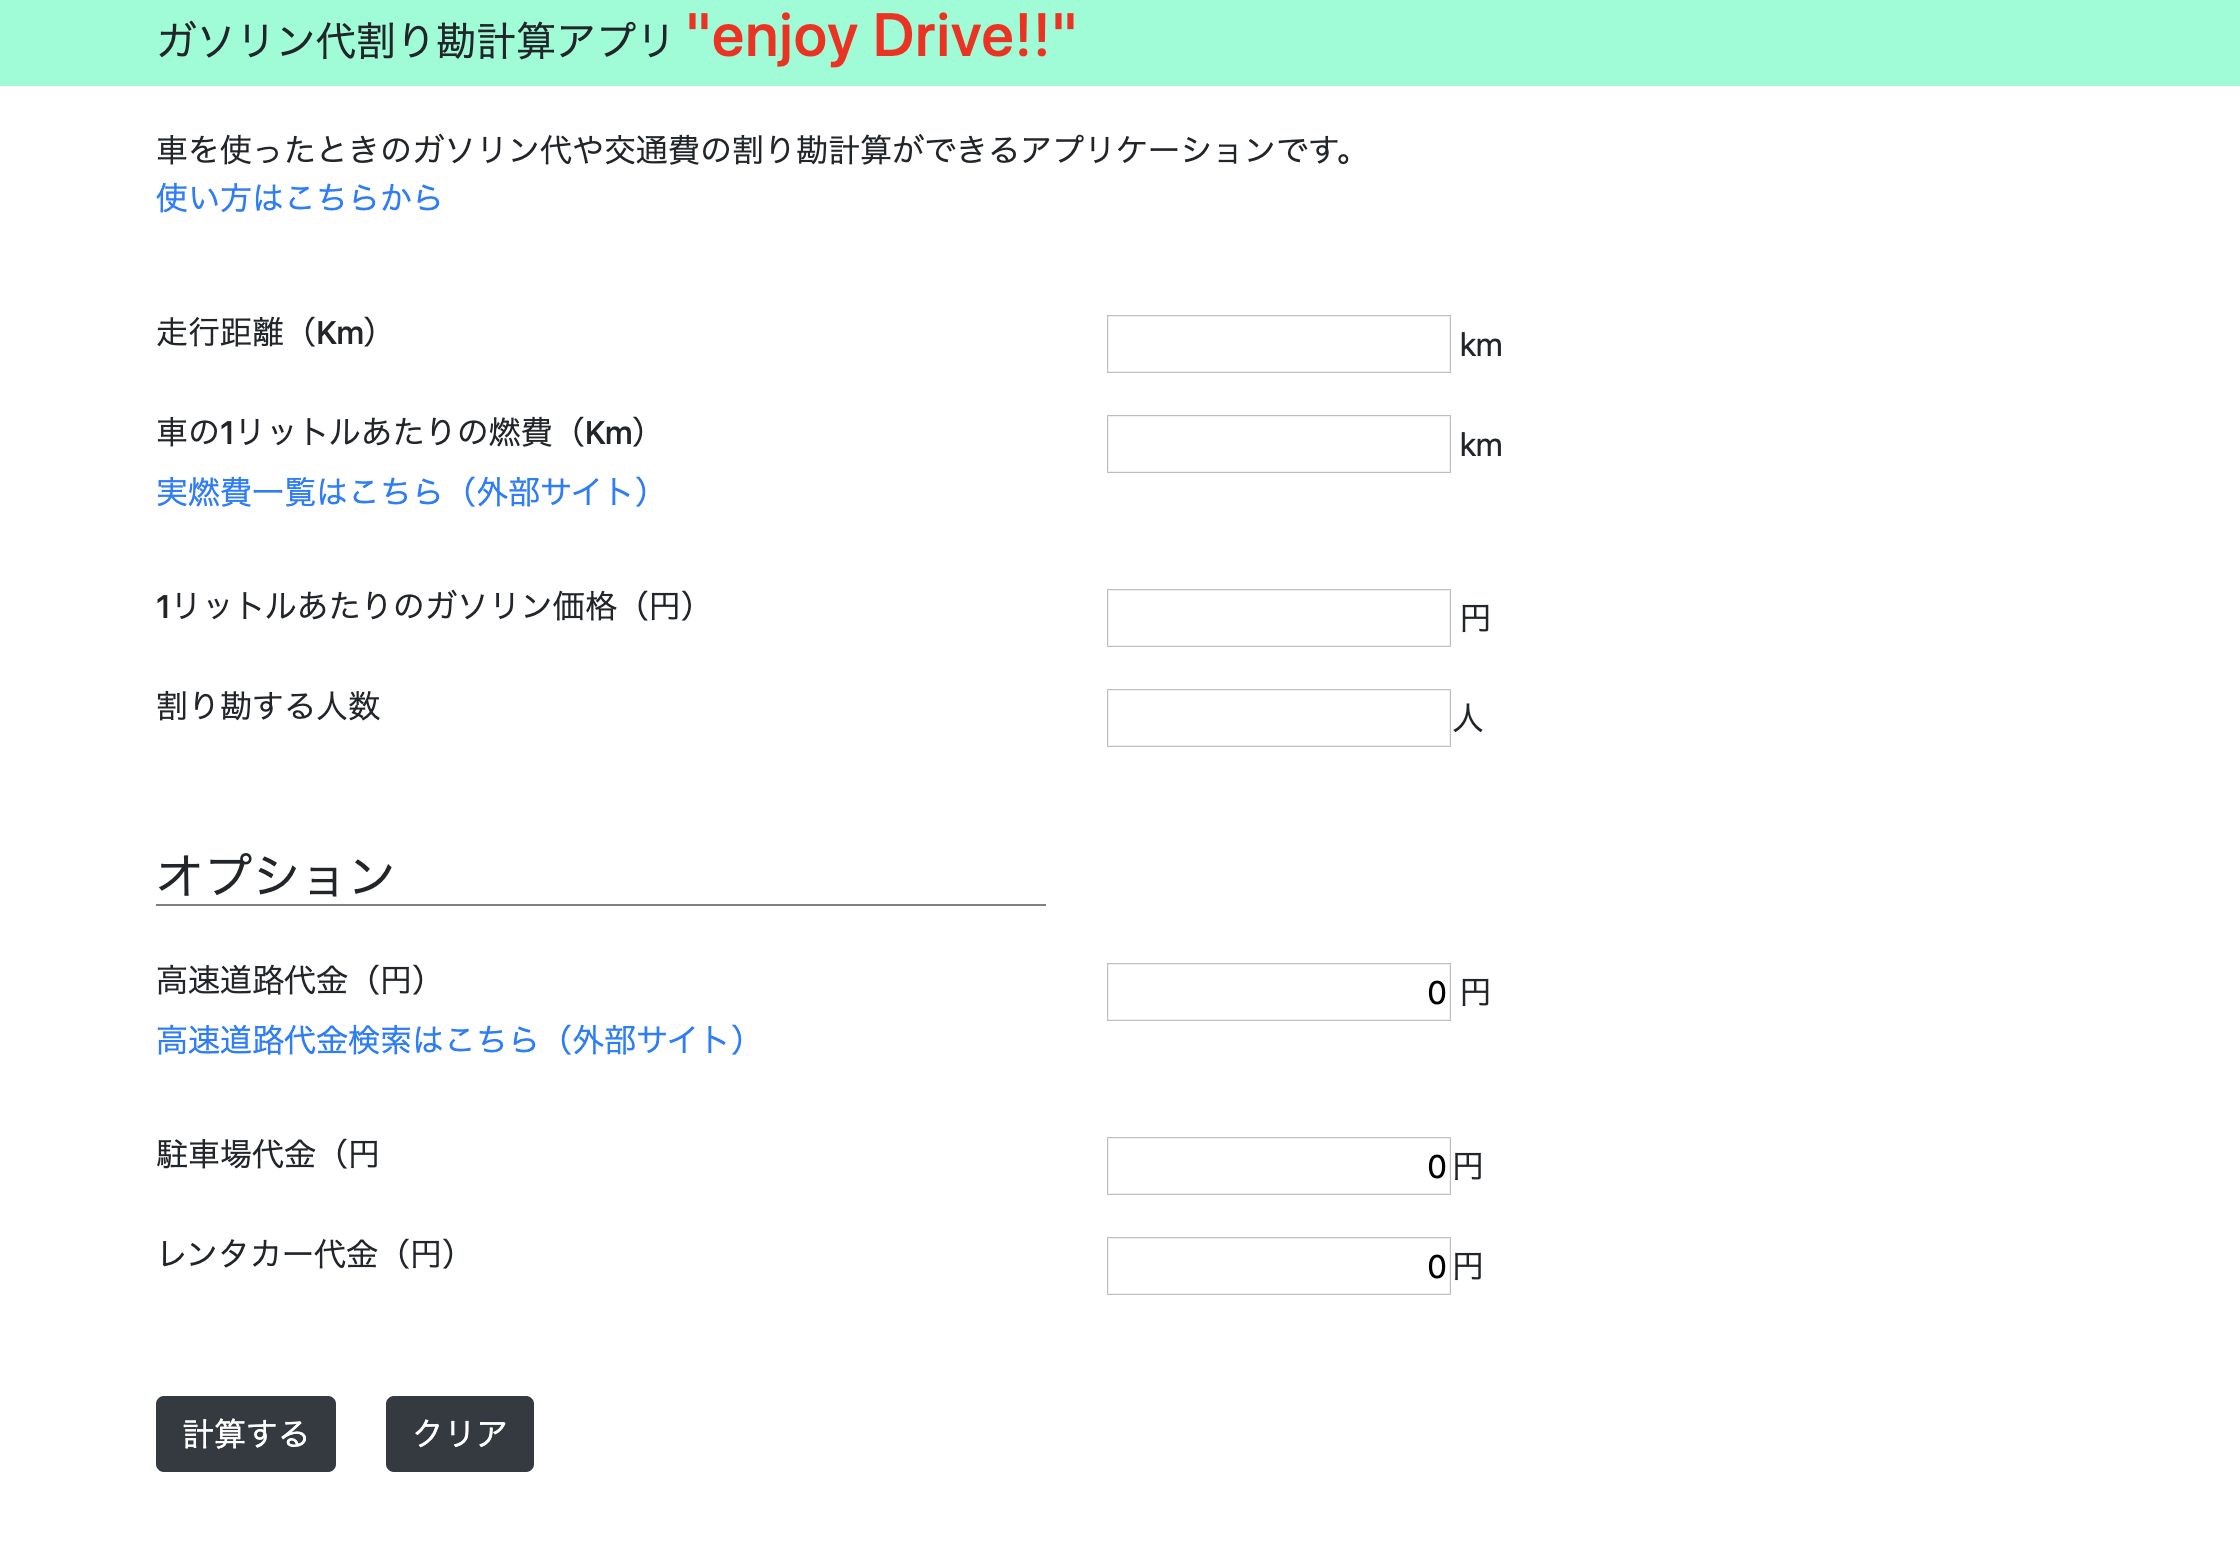 ガソリン代割り勘計算アプリ "enjoy Drive!!"
車を使ったときのガソリン代や交通費の割り勘計算ができるアプリケーションです。
使い方はこちらから
走行距離（Km） km
車の1リットルあたりの燃費（Km） km
実燃費一覧はこちら（外部サイト）
1リットルあたりのガソリン価格（円） 円
割り勘する人数 人
オプション
高速道路代金（円） 0 円
高速道路代金検索はこちら（外部サイト）
駐車場代金（円 0円
レンタカー代金（円） 0円
計算する クリア